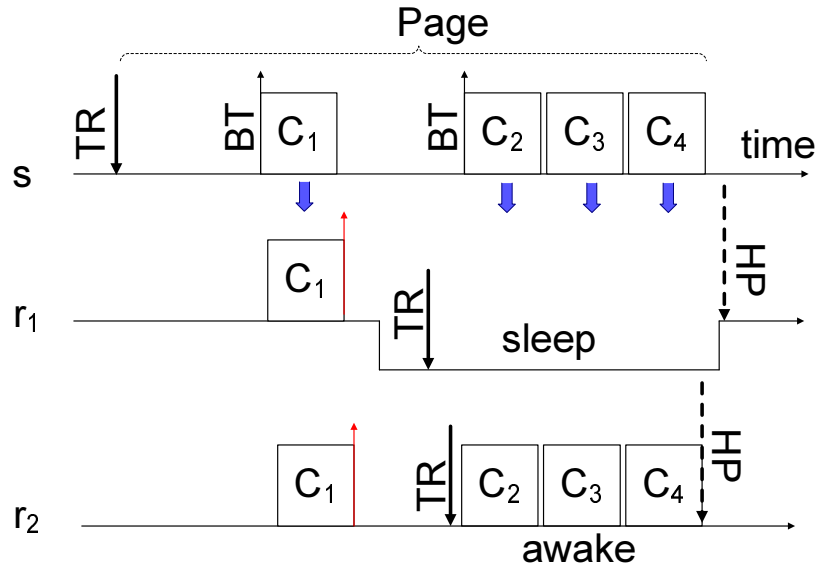 Page
TR BT C₁ BT C₂ C₃ C₄ time
s
C₁ HP
r₁ TR sleep
C₁ TR C₂ C₃ C₄ HP
r₂
awake